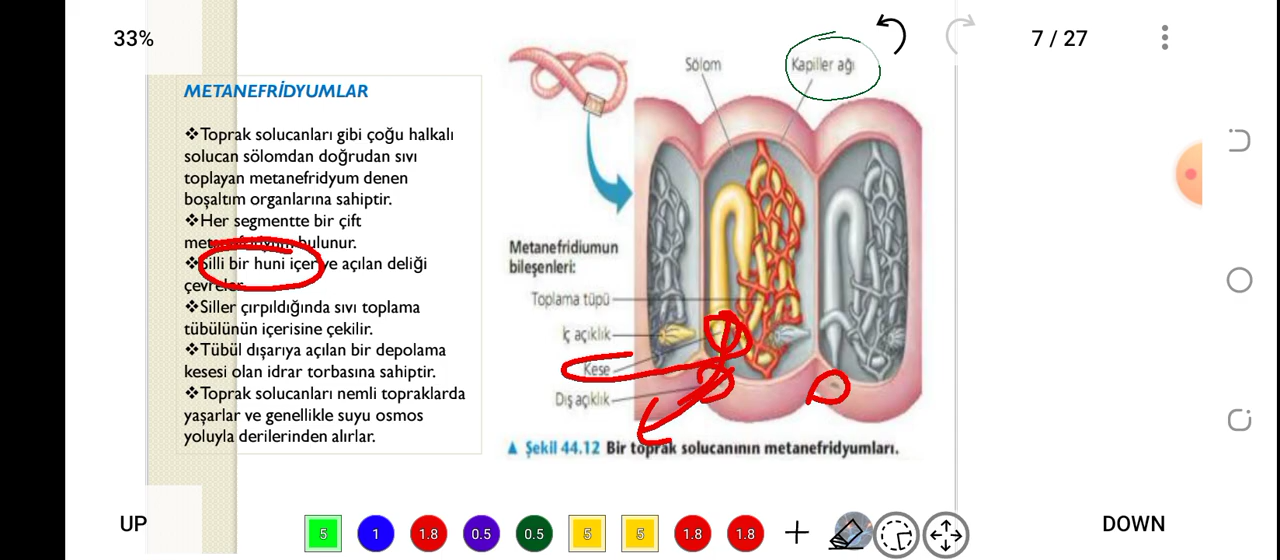 33%
7 / 27
METANEFRİDYUMLAR
❖Toprak solucanları gibi çoğu halkalı
solucan sölomdan doğrudan sıvı
toplayan metanefridyum denen
boşaltım organlarına sahiptir.
❖Her segmentte bir çift
metanefridyum bulunur.
❖Silli bir huni içeriye açılan deliği
çevreler.
❖Siller çırpıldığında sıvı toplama
tübülünün içerisine çekilir.
❖Tübül dışarıya açılan bir depolama
kesesi olan idrar torbasına sahiptir.
❖Toprak solucanları nemli topraklarda
yaşarlar ve genellikle suyu osmos
yoluyla derilerinden alırlar.
Sölom
Kapiller ağı
Metanefridiumun
bileşenleri:
Toplama tüpü
İç açıklık
Kese
Dış açıklık
▲ Şekil 44.12 Bir toprak solucanının metanefridyumları.
UP
5 1 1.8 0.5 0.5 5 5 1.8 1.8
DOWN